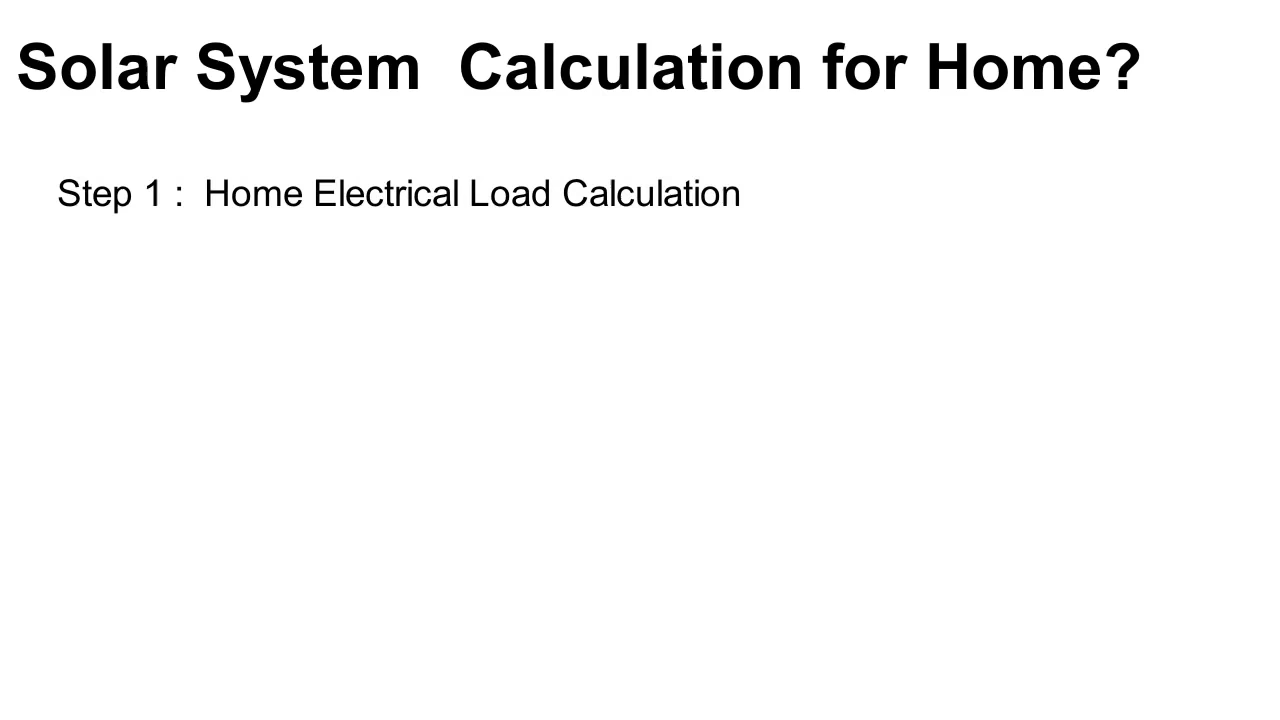 Solar System  Calculation for Home?
Step 1 :  Home Electrical Load Calculation